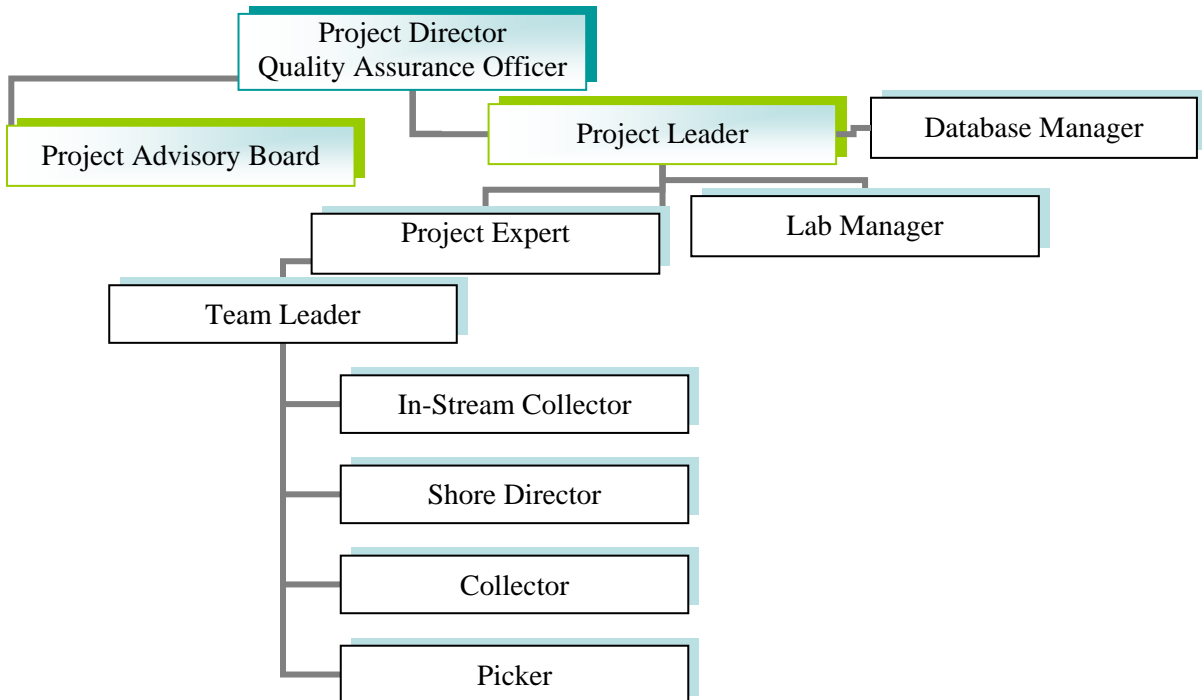 Project Director
Quality Assurance Officer
Project Leader
Database Manager
Project Advisory Board
Project Expert
Lab Manager
Team Leader
In-Stream Collector
Shore Director
Collector
Picker